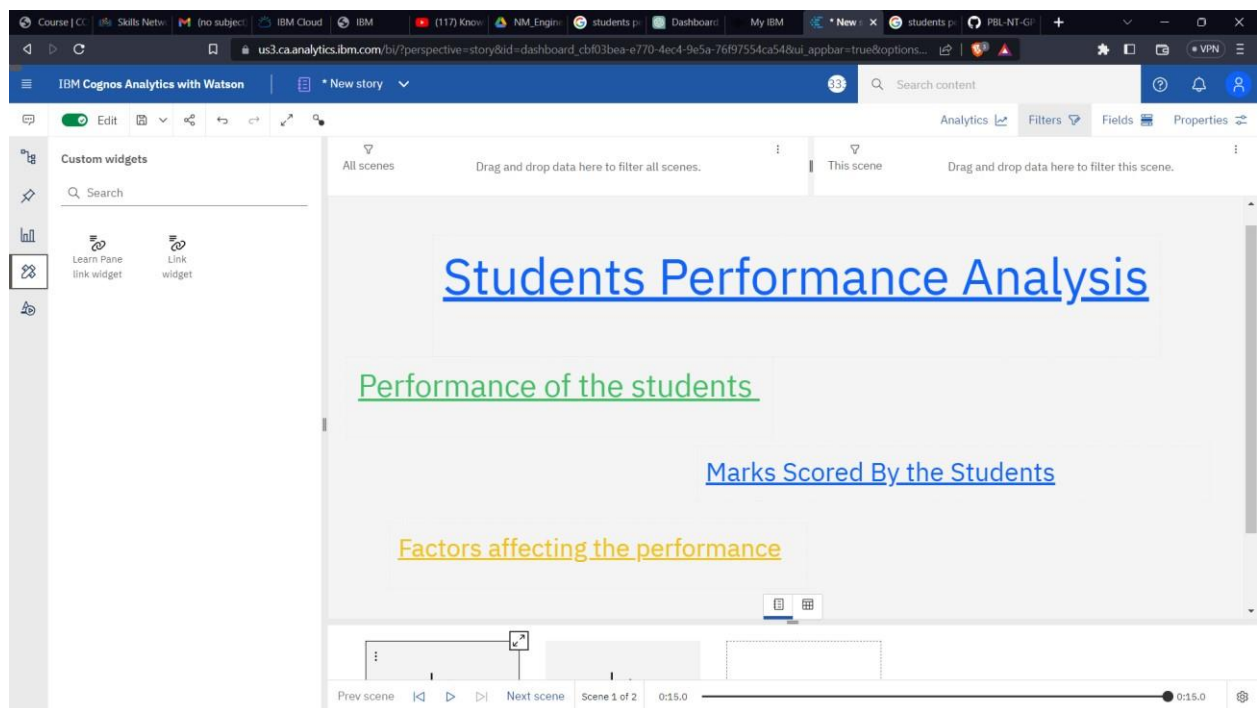 Course | CC
Skills Netw
(no subject)
IBM Cloud
IBM
(117) Know
NM_Engine
students pe
Dashboard
My IBM
* New s
students pe
PBL-NT-GP
us3.ca.analytics.ibm.com/bi/?perspective=story&id=dashboard_cbf03bea-e770-4ec4-9e5a-76f97554ca54&ui_appbar=true&options...
VPN
IBM Cognos Analytics with Watson
* New story
Search content
Edit
Analytics
Filters
Fields
Properties
Custom widgets
Search
Learn Pane
link widget
Link
widget
All scenes
Drag and drop data here to filter all scenes.
This scene
Drag and drop data here to filter this scene.
Students Performance Analysis
Performance of the students
Marks Scored By the Students
Factors affecting the performance
Prev scene
Next scene
Scene 1 of 2
0:15.0
0:15.0